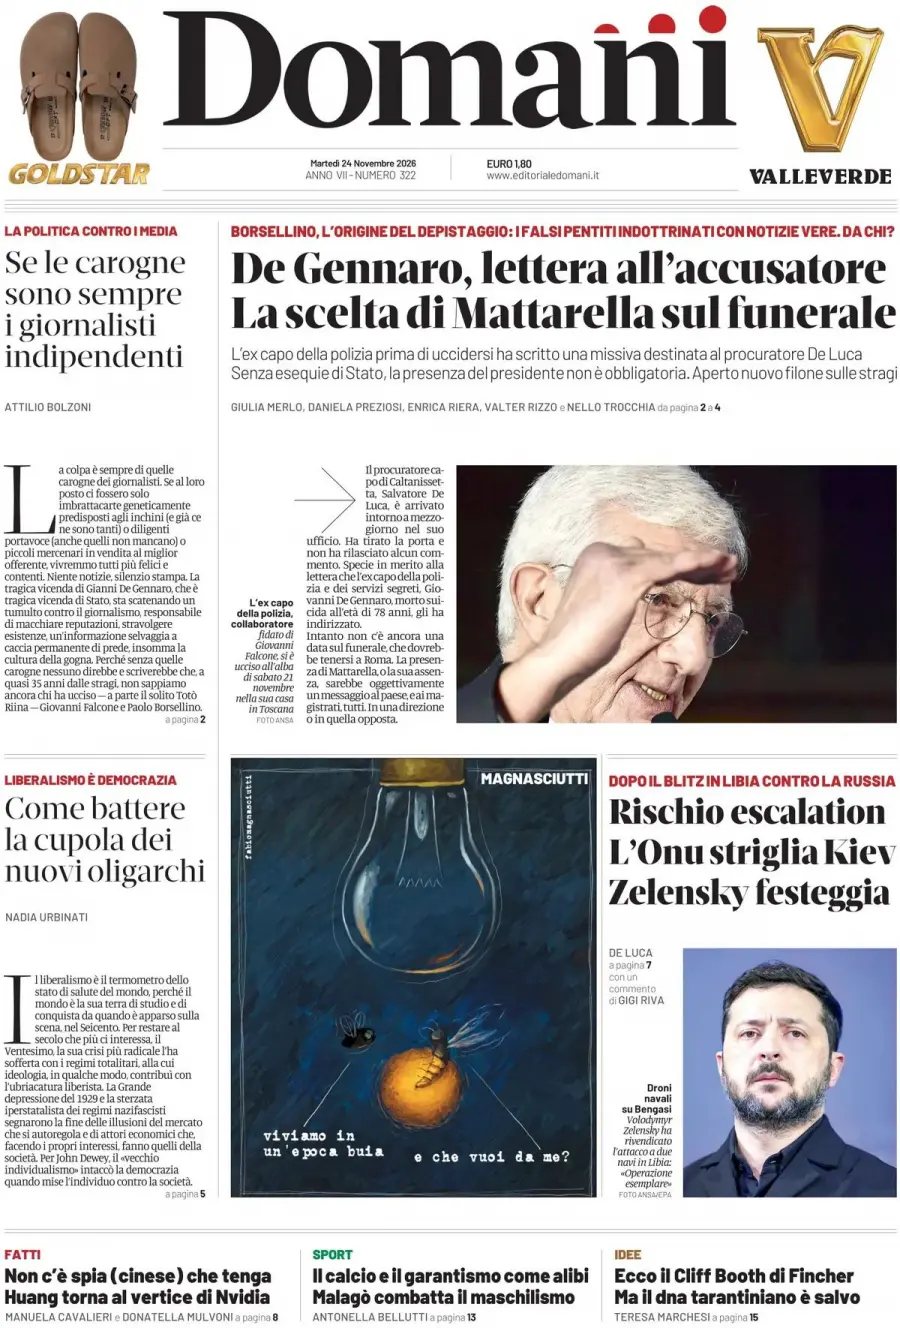 GOLDSTAR
Domani
VALLEVERDE
Martedì 24 Novembre 2026
ANNO VII - NUMERO 322
EURO 1,80
www.editorialedomani.it
LA POLITICA CONTRO I MEDIA
Se le carogne
sono sempre
i giornalisti
indipendenti
ATTILIO BOLZONI
La colpa è sempre di quelle
carogne dei giornalisti. Se al loro
posto ci fossero solo
imbrattacarte geneticamente
predisposti agli inchini (e già ce
ne sono tanti) o diligenti
portavoce (anche quelli non mancano) o
piccoli mercenari in vendita al miglior
offerente, vivremmo tutti più felici e
contenti. Niente notizie, silenzio stampa. La
tragica vicenda di Gianni De Gennaro, che è
tragica vicenda di Stato, sta scatenando un
tumulto contro il giornalismo, responsabile
di macchiare reputazioni, stravolgere
esistenze, un'informazione selvaggia a
caccia permanente di prede, insomma la
cultura della gogna. Perché senza quelle
carogne nessuno direbbe e scriverebbe che, a
quasi 35 anni dalle stragi, non sappiamo
ancora chi ha ucciso — a parte il solito Totò
Riina — Giovanni Falcone e Paolo Borsellino.
a pagina 2
BORSELLINO, L'ORIGINE DEL DEPISTAGGIO: I FALSI PENTITI INDOTTRINATI CON NOTIZIE VERE. DA CHI?
De Gennaro, lettera all'accusatore
La scelta di Mattarella sul funerale
L'ex capo della polizia prima di uccidersi ha scritto una missiva destinata al procuratore De Luca
Senza esequie di Stato, la presenza del presidente non è obbligatoria. Aperto nuovo filone sulle stragi
GIULIA MERLO, DANIELA PREZIOSI, ENRICA RIERA, VALTER RIZZO e NELLO TROCCHIA da pagina 2 a 4
L'ex capo
della polizia,
collaboratore
fidato di
Giovanni
Falcone, si è
ucciso all'alba
di sabato 21
novembre
nella sua casa
in Toscana
FOTO ANSA
Il procuratore ca-
po di Caltanisset-
ta, Salvatore De
Luca, è arrivato
intorno a mezzo-
giorno nel suo
ufficio. Ha tirato la porta e
non ha rilasciato alcun com-
mento. Specie in merito alla
lettera che l'ex capo della poli-
zia e dei servizi segreti, Gio-
vanni De Gennaro, morto sui-
cida all'età di 78 anni, gli ha
indirizzato.
Intanto non c'è ancora una
data sul funerale, che dovreb-
be tenersi a Roma. La presen-
za di Mattarella, o la sua assen-
za, sarebbe oggettivamente
un messaggio al paese, e ai ma-
gistrati, tutti. In una direzione
o in quella opposta.
LIBERALISMO È DEMOCRAZIA
Come battere
la cupola dei
nuovi oligarchi
NADIA URBINATI
Il liberalismo è il termometro dello
stato di salute del mondo, perché il
mondo è la sua terra di studio e di
conquista da quando è apparso sulla
scena, nel Seicento. Per restare al
secolo che più ci interessa, il
Ventesimo, la sua crisi più radicale l'ha
sofferta con i regimi totalitari, alla cui
ideologia, in qualche modo, contribuì con
l'ubriacatura liberista. La Grande
depressione del 1929 e la sterzata
iperstatalista dei regimi nazifascisti
segnarono la fine delle illusioni del mercato
che si autoregola e di attori economici che,
facendo i propri interessi, fanno quelli della
società. Per John Dewey, il «vecchio
individualismo» intaccò la democrazia
quando mise l'individuo contro la società.
a pagina 5
MAGNASCIUTTI
fabiomagnasciutti
viviamo in
un'epoca buia
e che vuoi da me?
DOPO IL BLITZ IN LIBIA CONTRO LA RUSSIA
Rischio escalation
L'Onu striglia Kiev
Zelensky festeggia
DE LUCA
a pagina 7
con un
commento
di GIGI RIVA
Droni
navali
su Bengasi
Volodymyr
Zelensky ha
rivendicato
l'attacco a due
navi in Libia:
«Operazione
esemplare»
FOTO ANSA/EPA
FATTI
Non c'è spia (cinese) che tenga
Huang torna al vertice di Nvidia
MANUELA CAVALIERI e DONATELLA MULVONI a pagina 8
SPORT
Il calcio e il garantismo come alibi
Malagò combatta il maschilismo
ANTONELLA BELLUTTI a pagina 13
IDEE
Ecco il Cliff Booth di Fincher
Ma il dna tarantiniano è salvo
TERESA MARCHESI a pagina 15